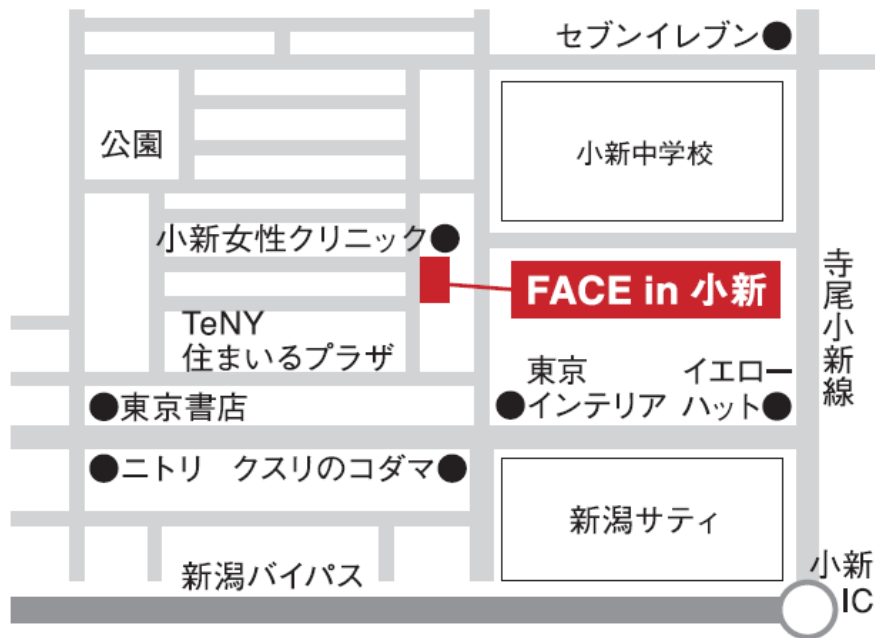 セブンイレブン
公園
小新中学校
小新女性クリニック
FACE in 小新
寺尾小新線
TeNY
住まいるプラザ
東京
インテリア
イエロー
ハット
東京書店
ニトリ
クスリのコダマ
新潟サティ
新潟バイパス
小新
IC